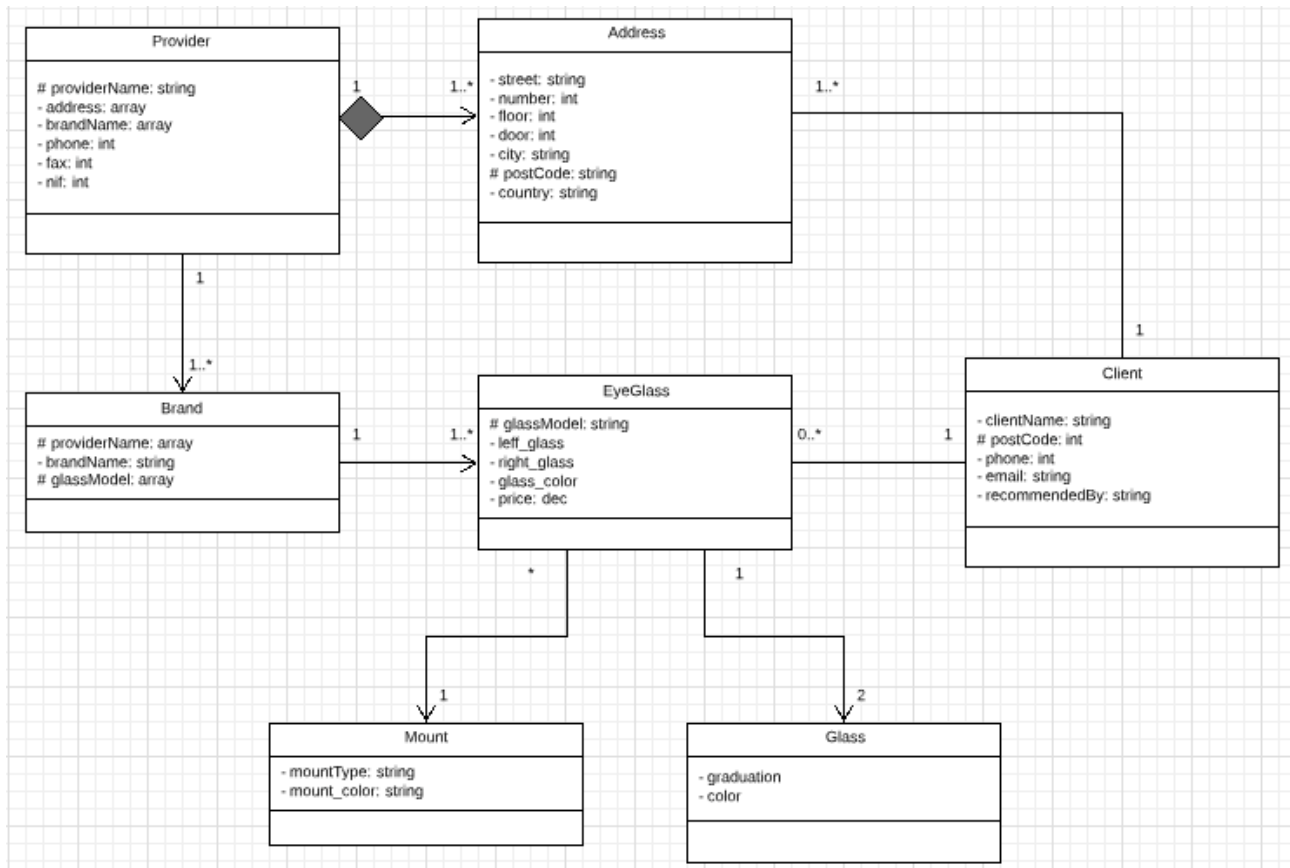 Provider
# providerName: string
- address: array
- brandName: array
- phone: int
- fax: int
- nif: int
1
1..*
Address
- street: string
- number: int
- floor: int
- door: int
- city: string
# postCode: string
- country: string
1..*
1
1
1..*
Brand
# providerName: array
- brandName: string
# glassModel: array
1
1..*
EyeGlass
# glassModel: string
- leff_glass
- right_glass
- glass_color
- price: dec
0..*
1
Client
- clientName: string
# postCode: int
- phone: int
- email: string
- recommendedBy: string
*
1
1
2
Mount
- mountType: string
- mount_color: string
Glass
- graduation
- color